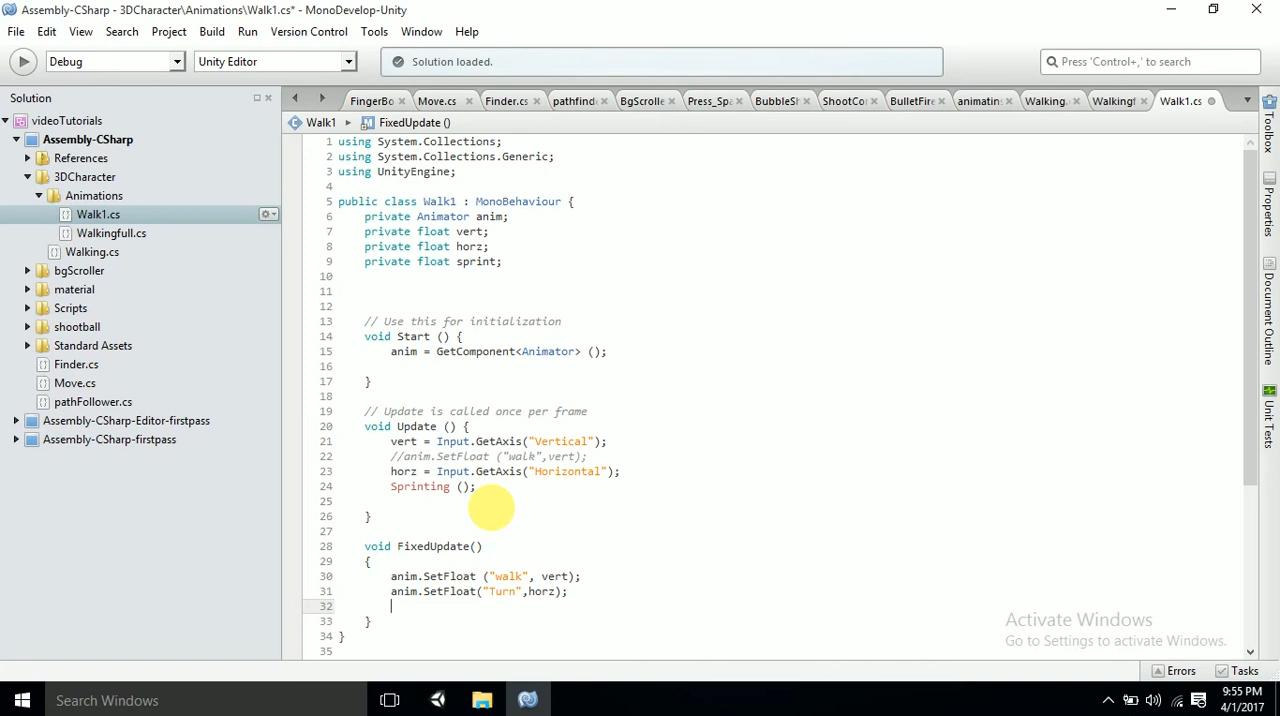 Assembly-CSharp - 3DCharacter\Animations\Walk1.cs* - MonoDevelop-Unity
File Edit View Search Project Build Run Version Control Tools Window Help
Debug Unity Editor Solution loaded. Press 'Control+,' to search
Solution
FingerBo Move.cs Finder.cs pathfinde BgScrolle Press_Spa BubbleSh ShootCor BulletFire animatin Walking. Walkingf Walk1.cs
Walk1 FixedUpdate ()
videoTutorials
Assembly-CSharp
References
3DCharacter
Animations
Walk1.cs
Walkingfull.cs
Walking.cs
bgScroller
material
Scripts
shootball
Standard Assets
Finder.cs
Move.cs
pathFollower.cs
Assembly-CSharp-Editor-firstpass
Assembly-CSharp-firstpass
1 using System.Collections;
2 using System.Collections.Generic;
3 using UnityEngine;
4
5 public class Walk1 : MonoBehaviour {
6 private Animator anim;
7 private float vert;
8 private float horz;
9 private float sprint;
10
11
12
13 // Use this for initialization
14 void Start () {
15 anim = GetComponent<Animator> ();
16
17 }
18
19 // Update is called once per frame
20 void Update () {
21 vert = Input.GetAxis("Vertical");
22 //anim.SetFloat ("walk",vert);
23 horz = Input.GetAxis("Horizontal");
24 Sprinting ();
25
26 }
27
28 void FixedUpdate()
29 {
30 anim.SetFloat ("walk", vert);
31 anim.SetFloat("Turn",horz);
32
33 }
34 }
35
Toolbox
Properties
Document Outline
Unit Tests
Activate Windows
Go to Settings to activate Windows.
Errors Tasks
Search Windows
9:55 PM
4/1/2017